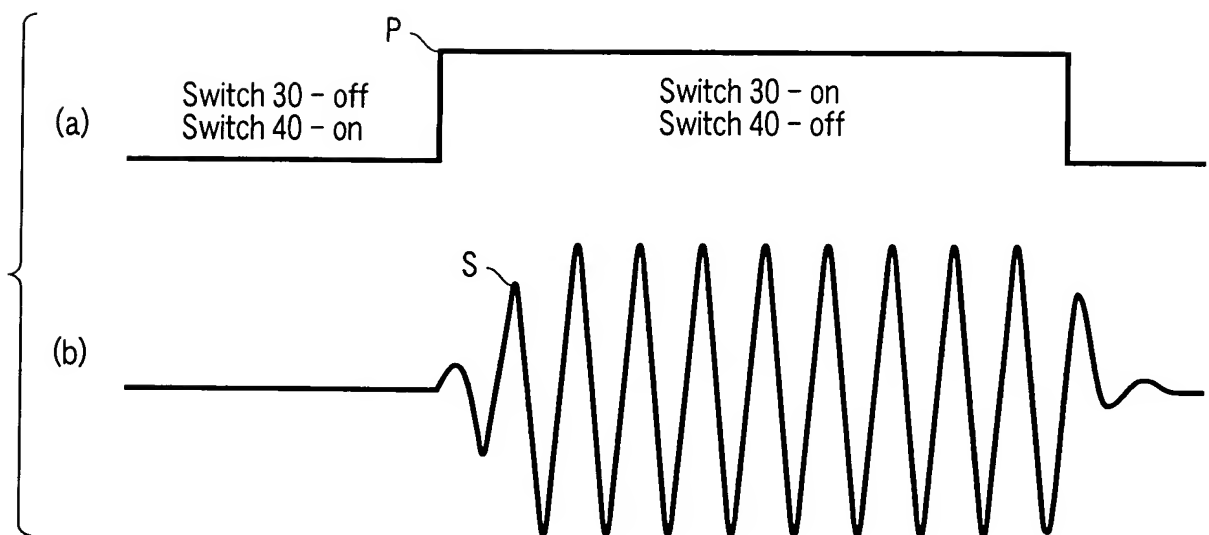 P
(a)
Switch 30 – off
Switch 40 – on
Switch 30 – on
Switch 40 – off
S
(b)